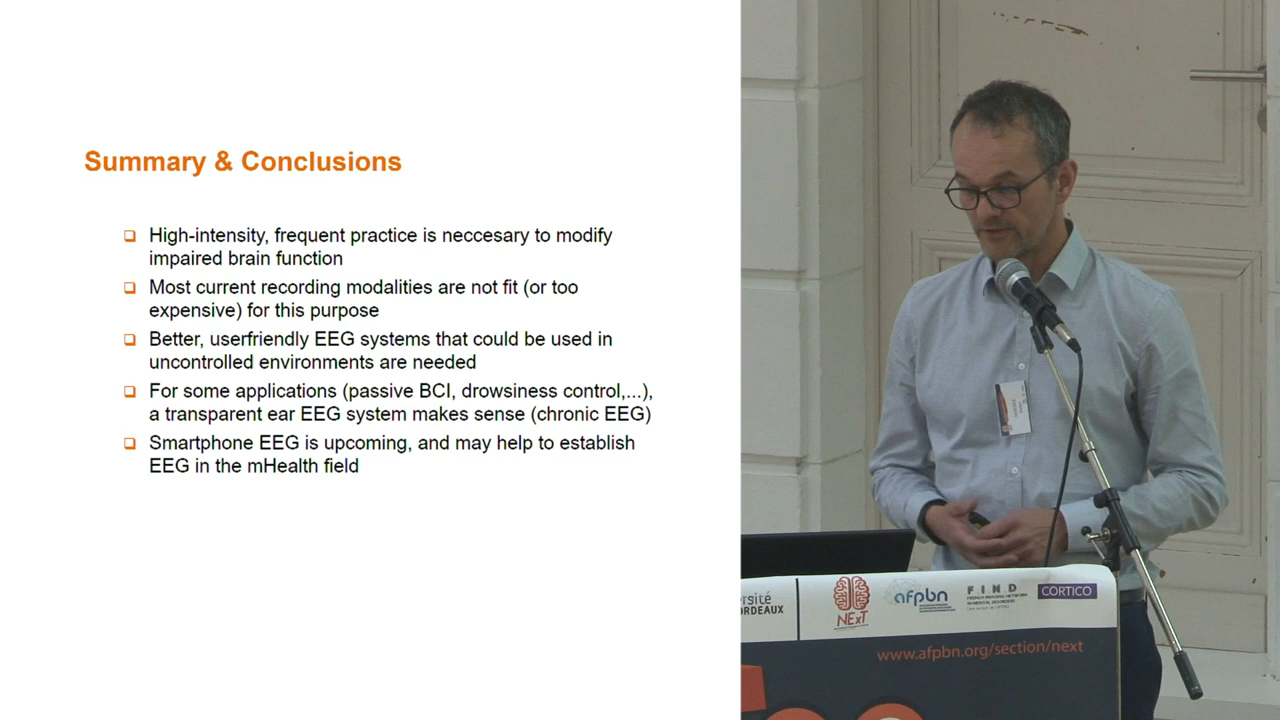 Summary & Conclusions
High-intensity, frequent practice is neccesary to modify
impaired brain function
Most current recording modalities are not fit (or too
expensive) for this purpose
Better, userfriendly EEG systems that could be used in
uncontrolled environments are needed
For some applications (passive BCI, drowsiness control,...),
a transparent ear EEG system makes sense (chronic EEG)
Smartphone EEG is upcoming, and may help to establish
EEG in the mHealth field
NExT
afpbn
F.I.N.D
FRENCH IMAGING NETWORK
IN MENTAL DISORDERS
CORTICO
www.afpbn.org/section/next